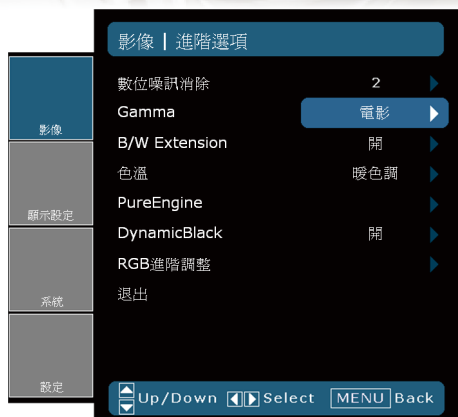 影像 | 進階選項
數位噪訊消除 2
Gamma 電影
B/W Extension 開
色溫 暖色調
PureEngine
DynamicBlack 開
RGB進階調整
退出
影像
顯示設定
系統
設定
Up/Down Select MENU Back